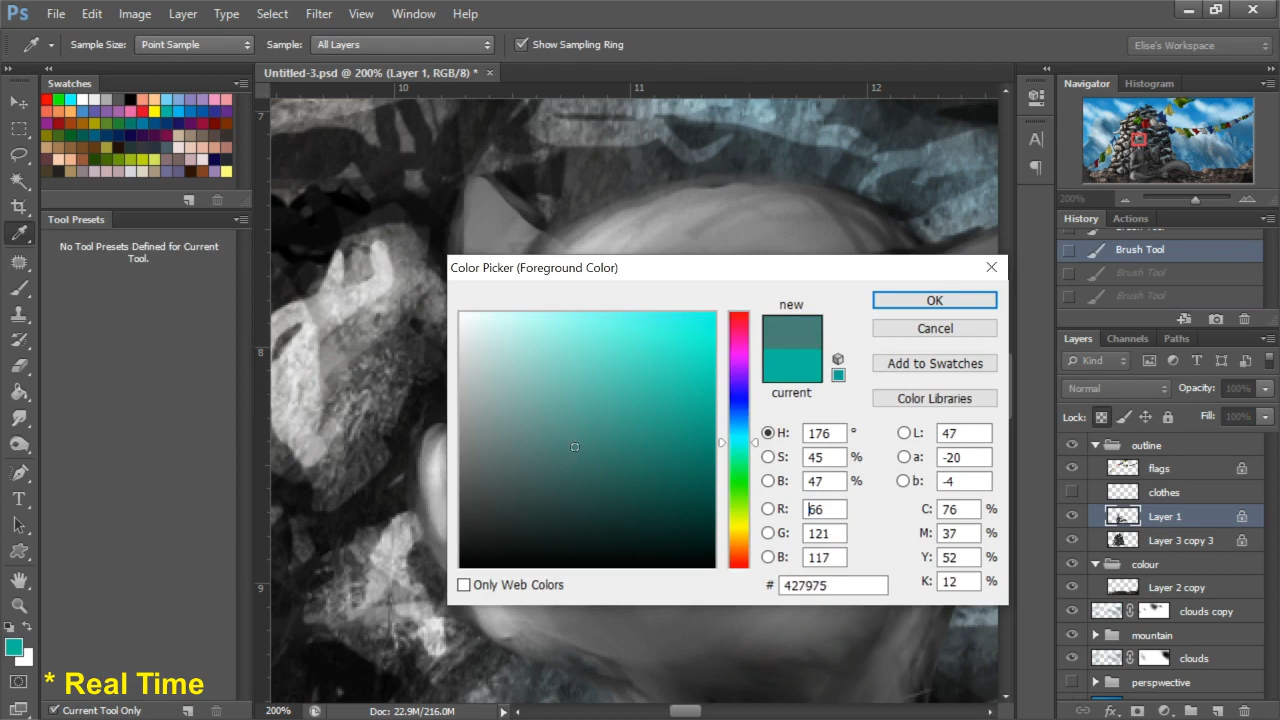 Ps File Edit Image Layer Type Select Filter View Window Help
Sample Size: Point Sample Sample: All Layers Show Sampling Ring Elise's Workspace
Swatches
Untitled-3.psd @ 200% (Layer 1, RGB/8) *
Navigator Histogram
10 11 12
7
8
9
Tool Presets
No Tool Presets Defined for Current
Tool.
200%
History Actions
Brush Tool
Brush Tool
Brush Tool
Brush Tool
Color Picker (Foreground Color)
new
current
OK
Cancel
Add to Swatches
Color Libraries
H: 176 ° L: 47
S: 45 % a: -20
B: 47 % b: -4
R: 66 C: 76 %
G: 121 M: 37 %
B: 117 Y: 52 %
# 427975 K: 12 %
Only Web Colors
Layers Channels Paths
Kind
Normal Opacity: 100%
Lock: Fill: 100%
outline
flags
clothes
Layer 1
Layer 3 copy 3
colour
Layer 2 copy
clouds copy
mountain
clouds
perspwective
* Real Time
Current Tool Only
200% Doc: 22.9M/216.0M